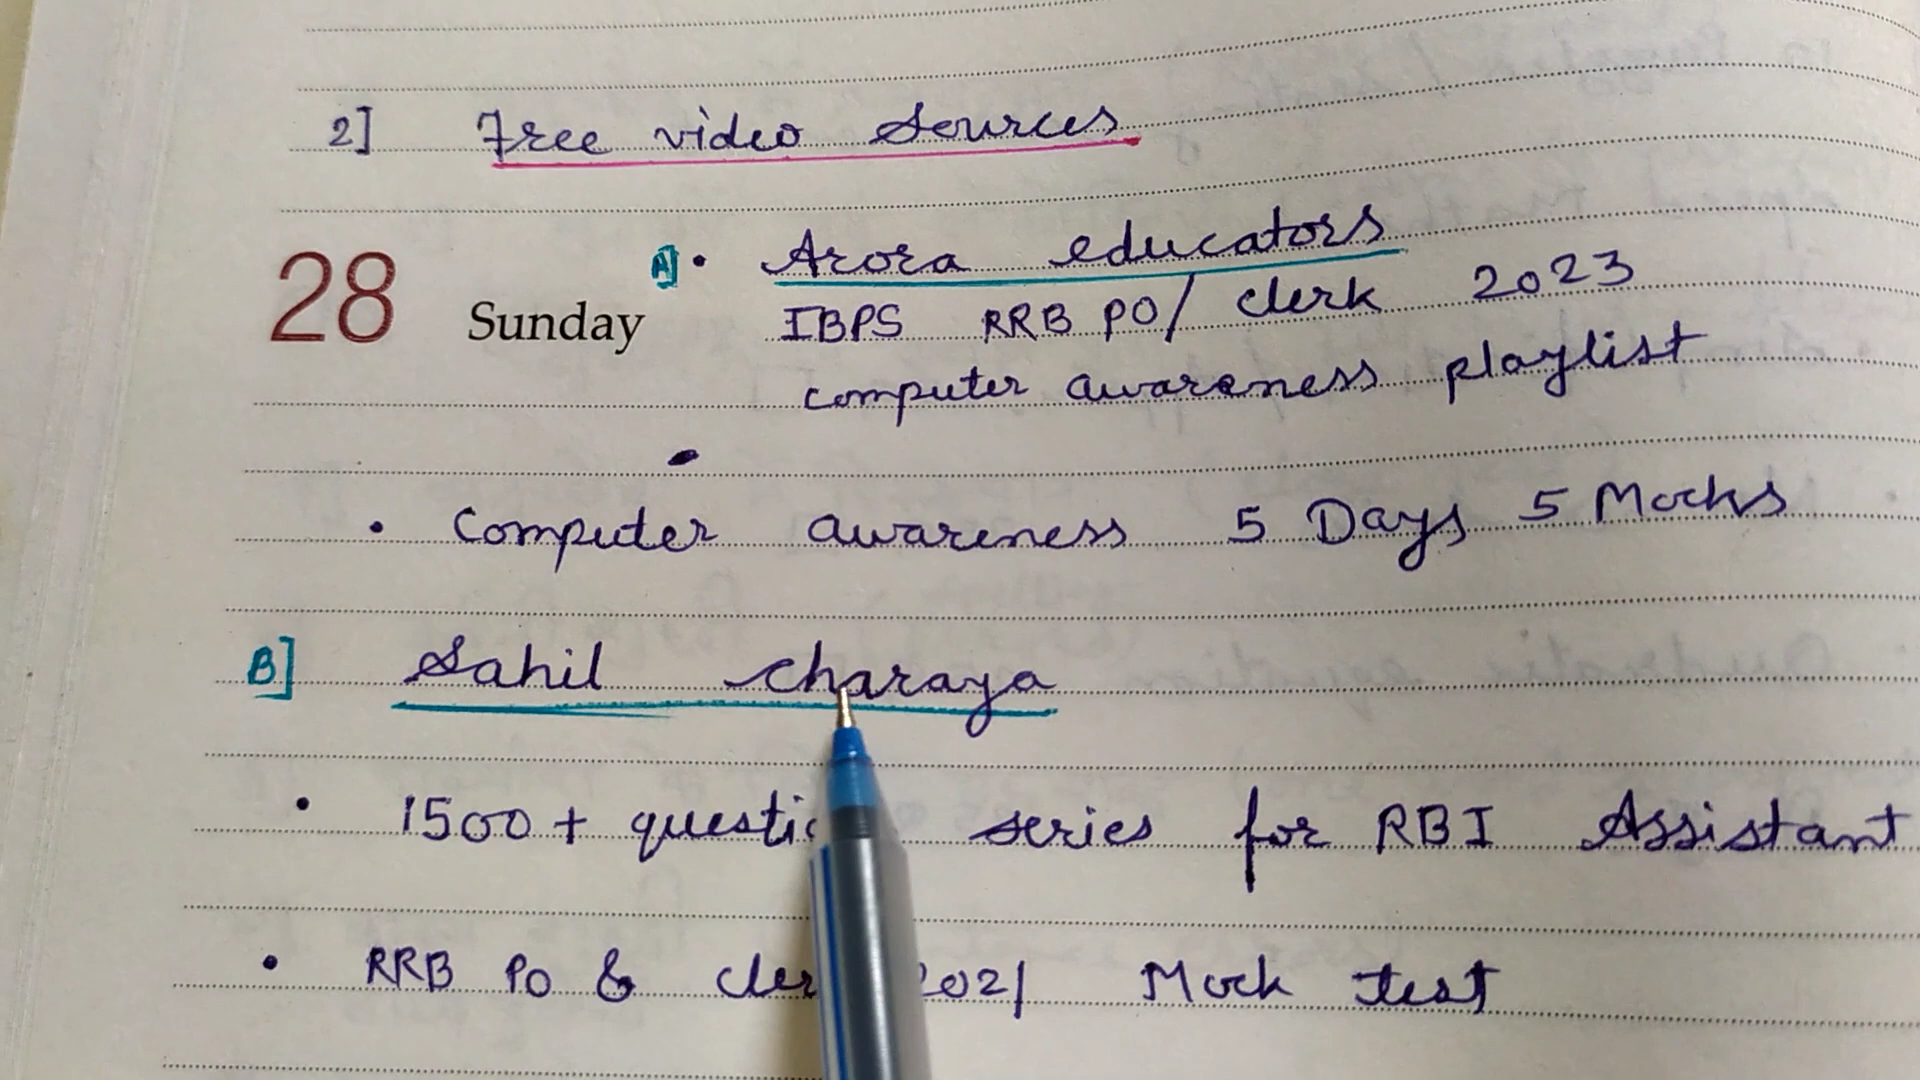 2] Free video Sources
A] • Arora educators
28 Sunday
IBPS RRB PO/ Clerk 2023
computer awareness playlist
• Computer awareness 5 Days 5 Mocks
B] Sahil Charaya
• 1500+ series for RBI Assistant
• RRB PO & 2021 Mock test